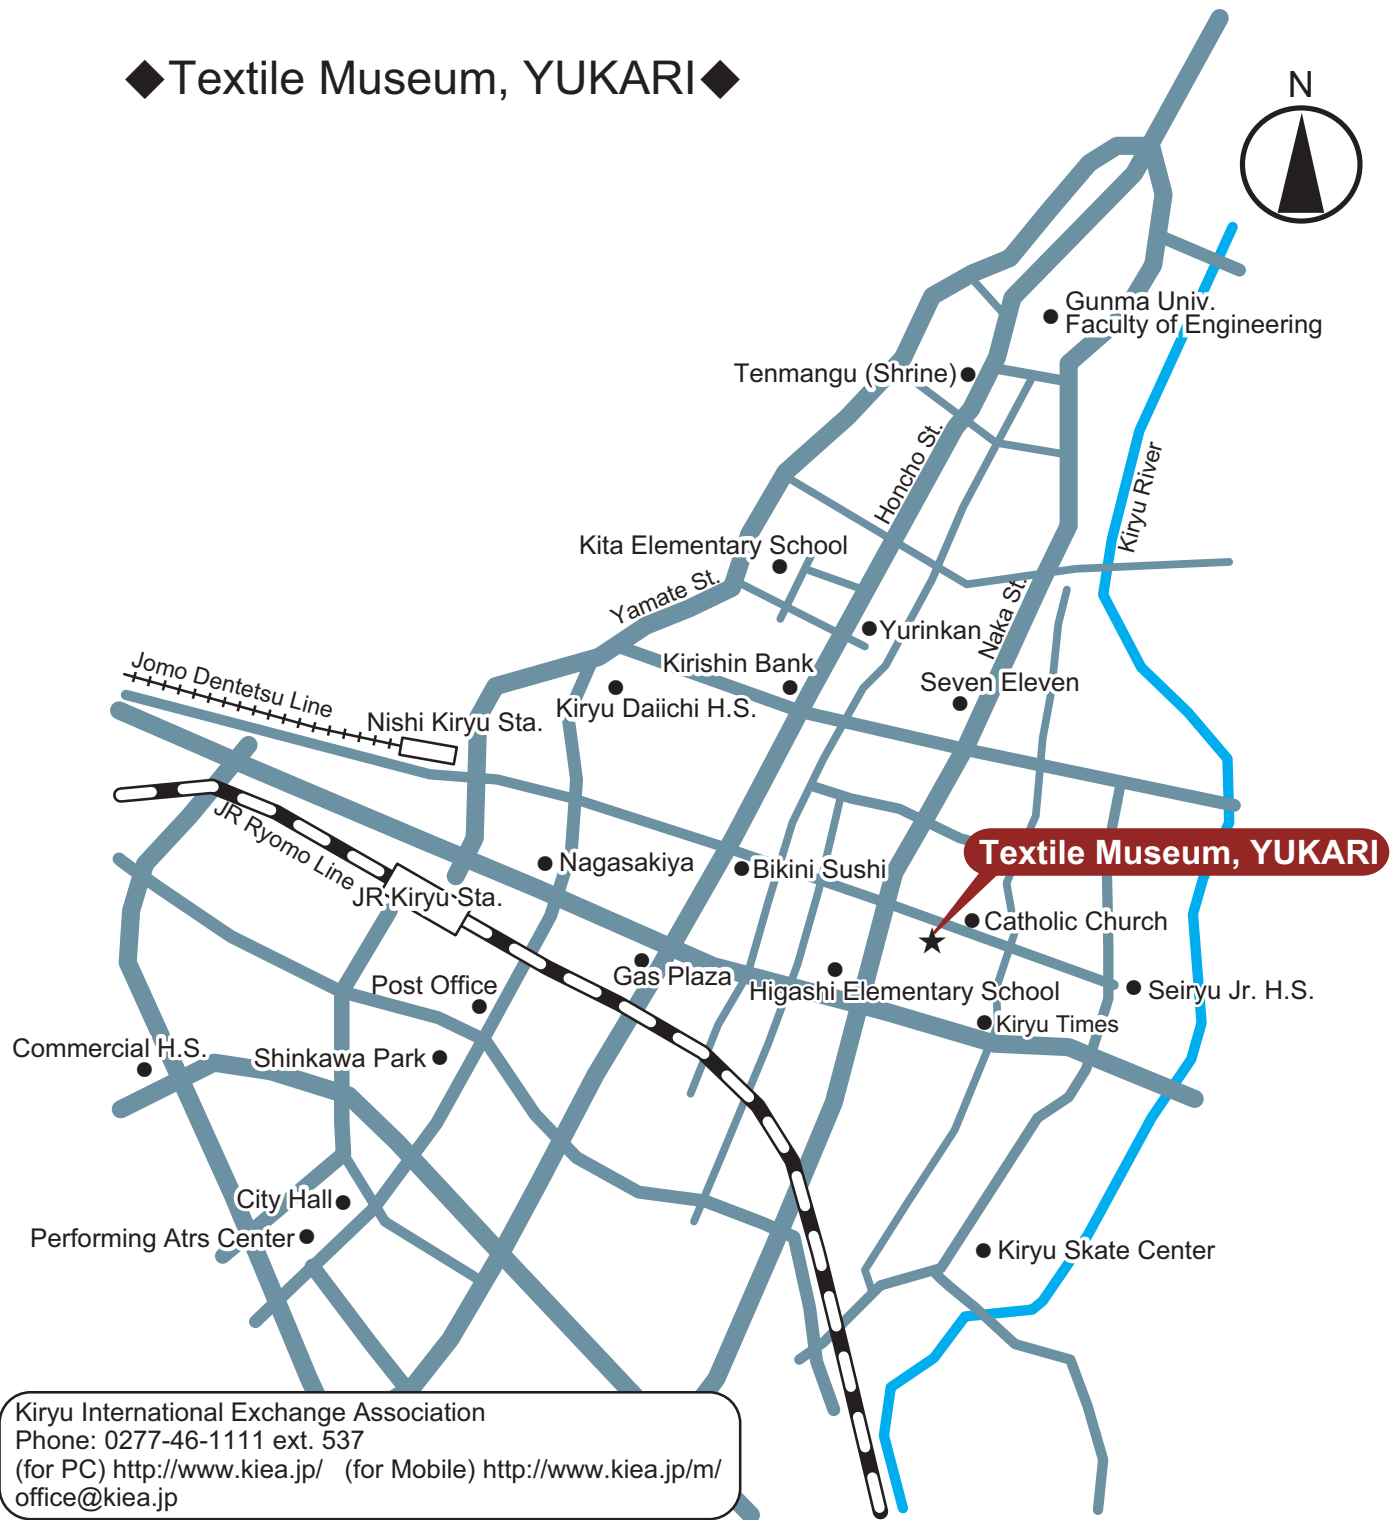 ◆Textile Museum, YUKARI◆
N
Gunma Univ.
Faculty of Engineering
Tenmangu (Shrine)
Honcho St.
Kiryu River
Kita Elementary School
Yamate St.
Naka St.
Yurinkan
Kirishin Bank
Seven Eleven
Jomo Dentetsu Line
Kiryu Daiichi H.S.
Nishi Kiryu Sta.
JR Ryomo Line
Textile Museum, YUKARI
Nagasakiya
Bikini Sushi
JR Kiryu Sta.
Catholic Church
Gas Plaza
Post Office
Higashi Elementary School
Seiryu Jr. H.S.
Kiryu Times
Commercial H.S.
Shinkawa Park
City Hall
Performing Atrs Center
Kiryu Skate Center
Kiryu International Exchange Association
Phone: 0277-46-1111 ext. 537
(for PC) http://www.kiea.jp/ (for Mobile) http://www.kiea.jp/m/
office@kiea.jp